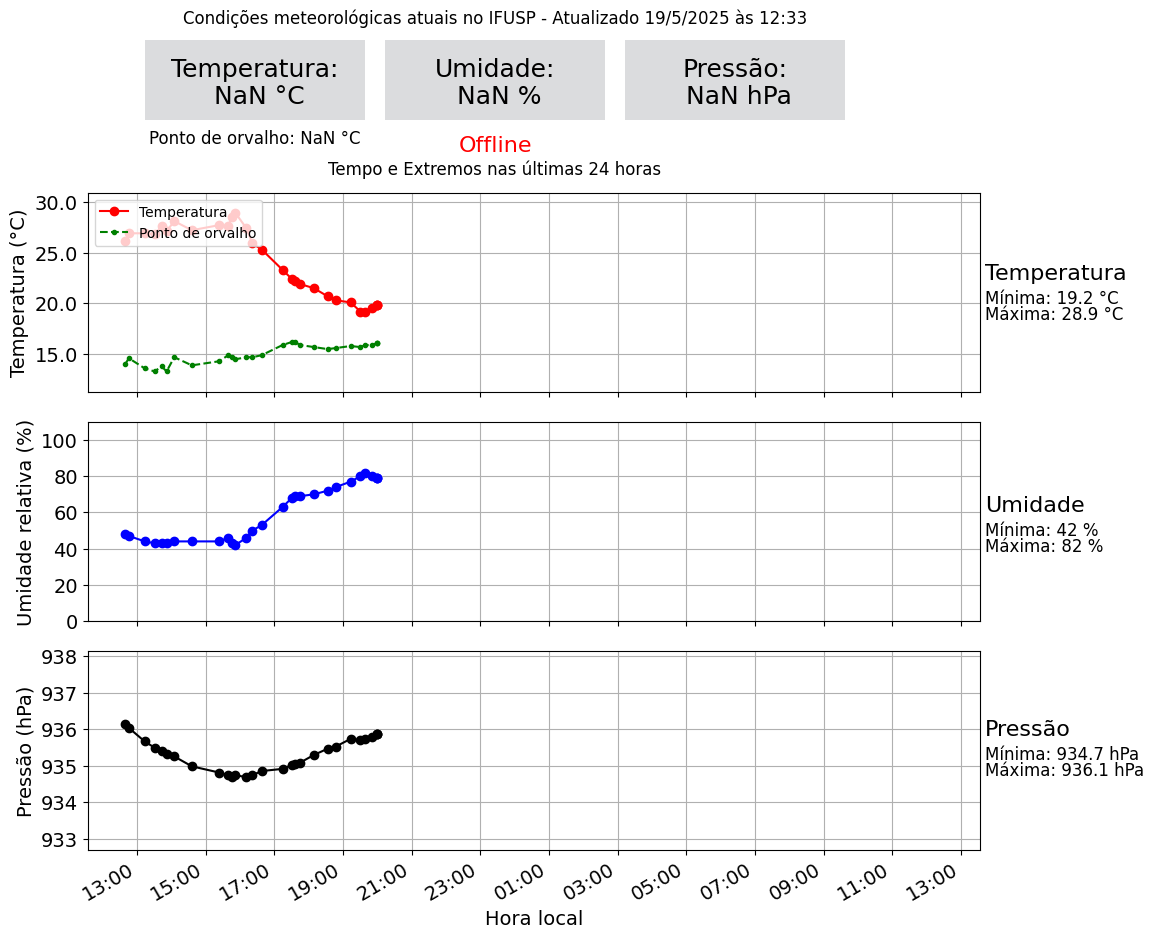 Condições meteorológicas atuais no IFUSP - Atualizado 19/5/2025 às 12:33
Temperatura:
NaN °C
Umidade:
NaN %
Pressão:
NaN hPa
Ponto de orvalho: NaN °C
Offline
Tempo e Extremos nas últimas 24 horas
Temperatura (°C)
30.0
25.0
20.0
15.0
Temperatura
Ponto de orvalho
Temperatura
Mínima: 19.2 °C
Máxima: 28.9 °C
Umidade relativa (%)
100
80
60
40
20
0
Umidade
Mínima: 42 %
Máxima: 82 %
Pressão (hPa)
938
937
936
935
934
933
Pressão
Mínima: 934.7 hPa
Máxima: 936.1 hPa
13:00 15:00 17:00 19:00 21:00 23:00 01:00 03:00 05:00 07:00 09:00 11:00 13:00
Hora local